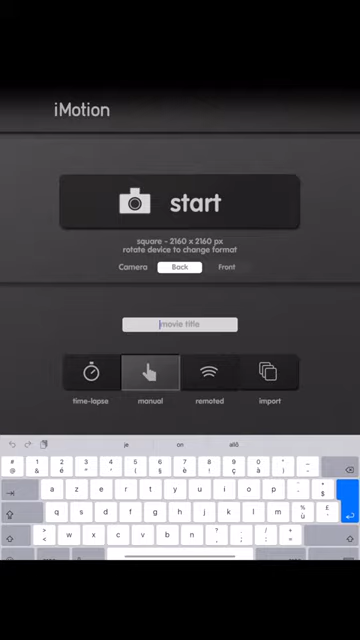 iMotion
start
square - 2160 x 2160 px
rotate device to change format
Camera Back Front
movie title
time-lapse manual remoted import
je on allô
a z e r t y u i o p
q s d f g h j k l m
w x c v b n